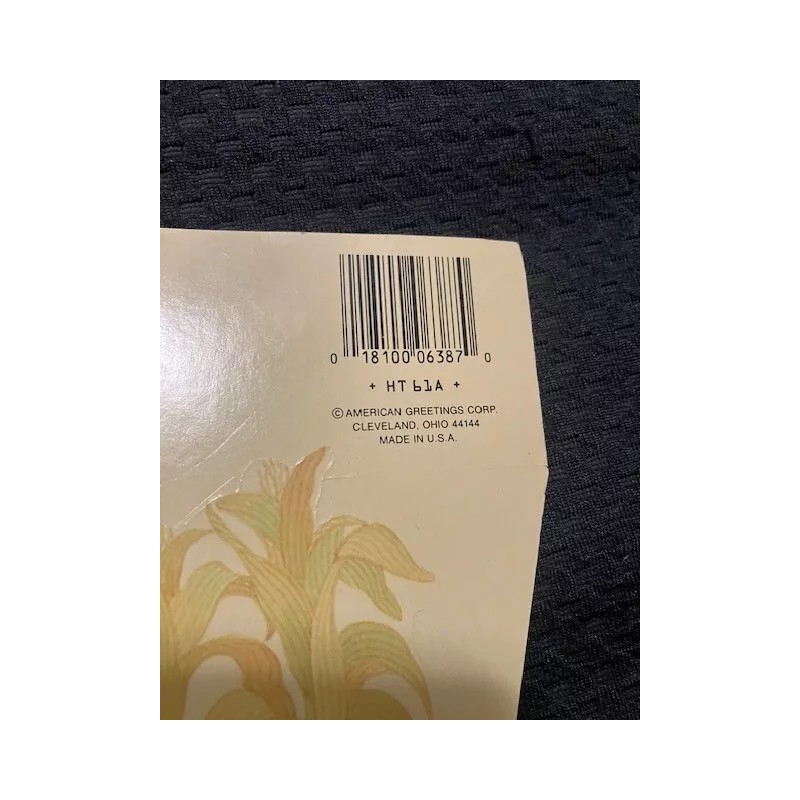 0 18100 06387 0
+ HT 61A +
© AMERICAN GREETINGS CORP.
CLEVELAND, OHIO 44144
MADE IN U.S.A.